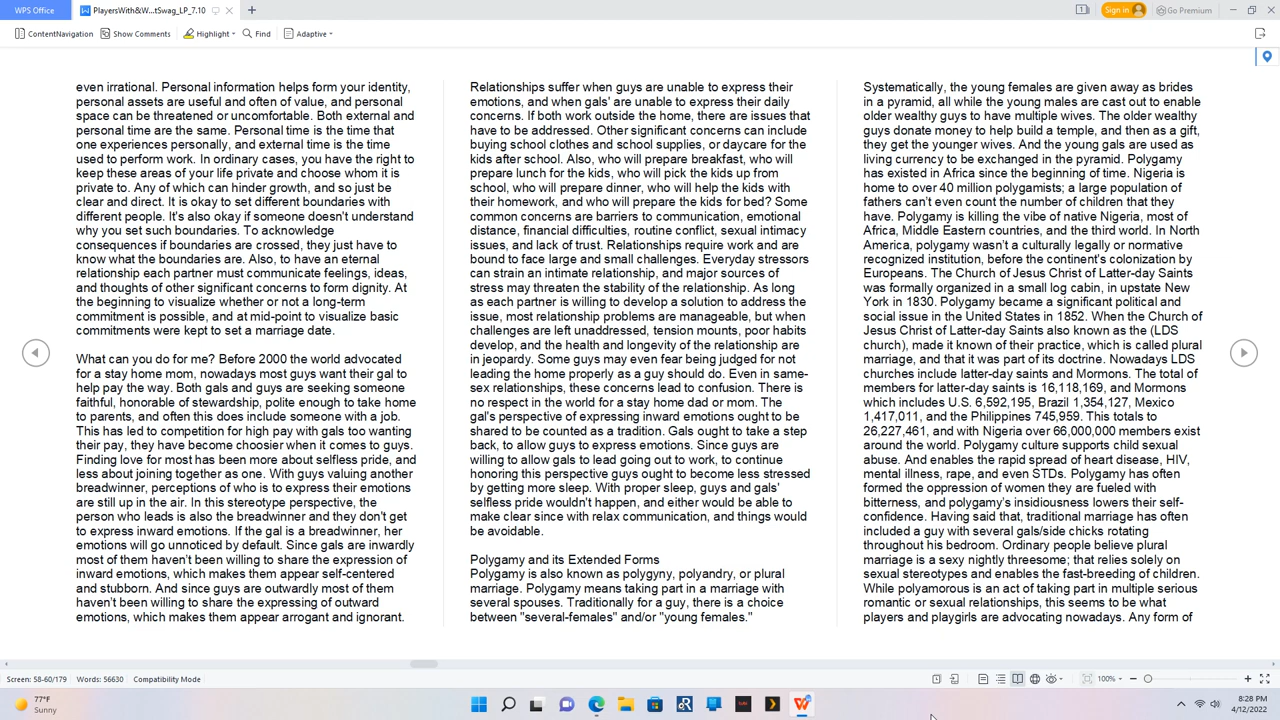 WPS Office
PlayersWith&W...tSwag_LP_7.10
Sign in
Go Premium
ContentNavigation
Show Comments
Highlight
Find
Adaptive
even irrational. Personal information helps form your identity,
personal assets are useful and often of value, and personal
space can be threatened or uncomfortable. Both external and
personal time are the same. Personal time is the time that
one experiences personally, and external time is the time
used to perform work. In ordinary cases, you have the right to
keep these areas of your life private and choose whom it is
private to. Any of which can hinder growth, and so just be
clear and direct. It is okay to set different boundaries with
different people. It's also okay if someone doesn't understand
why you set such boundaries. To acknowledge
consequences if boundaries are crossed, they just have to
know what the boundaries are. Also, to have an eternal
relationship each partner must communicate feelings, ideas,
and thoughts of other significant concerns to form dignity. At
the beginning to visualize whether or not a long-term
commitment is possible, and at mid-point to visualize basic
commitments were kept to set a marriage date.
What can you do for me? Before 2000 the world advocated
for a stay home mom, nowadays most guys want their gal to
help pay the way. Both gals and guys are seeking someone
faithful, honorable of stewardship, polite enough to take home
to parents, and often this does include someone with a job.
This has led to competition for high pay with gals too wanting
their pay, they have become choosier when it comes to guys.
Finding love for most has been more about selfless pride, and
less about joining together as one. With guys valuing another
breadwinner, perceptions of who is to express their emotions
are still up in the air. In this stereotype perspective, the
person who leads is also the breadwinner and they don't get
to express inward emotions. If the gal is a breadwinner, her
emotions will go unnoticed by default. Since gals are inwardly
most of them haven't been willing to share the expression of
inward emotions, which makes them appear self-centered
and stubborn. And since guys are outwardly most of them
haven't been willing to share the expressing of outward
emotions, which makes them appear arrogant and ignorant.
Relationships suffer when guys are unable to express their
emotions, and when gals' are unable to express their daily
concerns. If both work outside the home, there are issues that
have to be addressed. Other significant concerns can include
buying school clothes and school supplies, or daycare for the
kids after school. Also, who will prepare breakfast, who will
prepare lunch for the kids, who will pick the kids up from
school, who will prepare dinner, who will help the kids with
their homework, and who will prepare the kids for bed? Some
common concerns are barriers to communication, emotional
distance, financial difficulties, routine conflict, sexual intimacy
issues, and lack of trust. Relationships require work and are
bound to face large and small challenges. Everyday stressors
can strain an intimate relationship, and major sources of
stress may threaten the stability of the relationship. As long
as each partner is willing to develop a solution to address the
issue, most relationship problems are manageable, but when
challenges are left unaddressed, tension mounts, poor habits
develop, and the health and longevity of the relationship are
in jeopardy. Some guys may even fear being judged for not
leading the home properly as a guy should do. Even in same-
sex relationships, these concerns lead to confusion. There is
no respect in the world for a stay home dad or mom. The
gal's perspective of expressing inward emotions ought to be
shared to be counted as a tradition. Gals ought to take a step
back, to allow guys to express emotions. Since guys are
willing to allow gals to lead going out to work, to continue
honoring this perspective guys ought to become less stressed
by getting more sleep. With proper sleep, guys and gals'
selfless pride wouldn't happen, and either would be able to
make clear since with relax communication, and things would
be avoidable.
Polygamy and its Extended Forms
Polygamy is also known as polygyny, polyandry, or plural
marriage. Polygamy means taking part in a marriage with
several spouses. Traditionally for a guy, there is a choice
between "several-females" and/or "young females."
Systematically, the young females are given away as brides
in a pyramid, all while the young males are cast out to enable
older wealthy guys to have multiple wives. The older wealthy
guys donate money to help build a temple, and then as a gift,
they get the younger wives. And the young gals are used as
living currency to be exchanged in the pyramid. Polygamy
has existed in Africa since the beginning of time. Nigeria is
home to over 40 million polygamists; a large population of
fathers can't even count the number of children that they
have. Polygamy is killing the vibe of native Nigeria, most of
Africa, Middle Eastern countries, and the third world. In North
America, polygamy wasn't a culturally legally or normative
recognized institution, before the continent's colonization by
Europeans. The Church of Jesus Christ of Latter-day Saints
was formally organized in a small log cabin, in upstate New
York in 1830. Polygamy became a significant political and
social issue in the United States in 1852. When the Church of
Jesus Christ of Latter-day Saints also known as the (LDS
church), made it known of their practice, which is called plural
marriage, and that it was part of its doctrine. Nowadays LDS
churches include latter-day saints and Mormons. The total of
members for latter-day saints is 16,118,169, and Mormons
which includes U.S. 6,592,195, Brazil 1,354,127, Mexico
1,417,011, and the Philippines 745,959. This totals to
26,227,461, and with Nigeria over 66,000,000 members exist
around the world. Polygamy culture supports child sexual
abuse. And enables the rapid spread of heart disease, HIV,
mental illness, rape, and even STDs. Polygamy has often
formed the oppression of women they are fueled with
bitterness, and polygamy's insidiousness lowers their self-
confidence. Having said that, traditional marriage has often
included a guy with several gals/side chicks rotating
throughout his bedroom. Ordinary people believe plural
marriage is a sexy nightly threesome; that relies solely on
sexual stereotypes and enables the fast-breeding of children.
While polyamorous is an act of taking part in multiple serious
romantic or sexual relationships, this seems to be what
players and playgirls are advocating nowadays. Any form of
Screen: 58-60/179
Words: 56630
Compatibility Mode
100%
77°F
Sunny
6:28 PM
4/12/2022